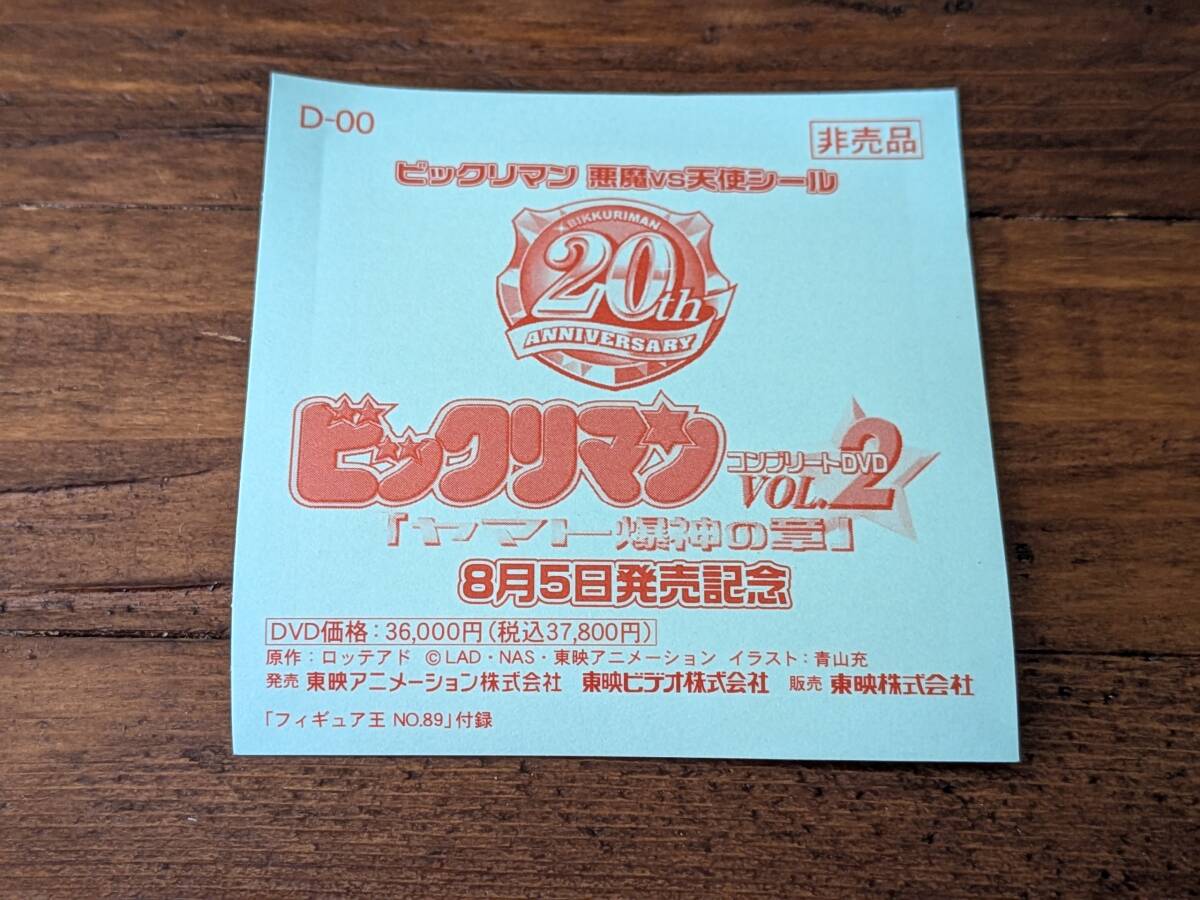 D-00
非売品
ビックリマン 悪魔VS天使シール
BIKKURIMAN
20th
ANNIVERSARY
ビックリマン
コンプリートDVD
VOL.2
「ヤマト爆神の章」
8月5日発売記念
DVD価格：36,000円（税込37,800円）
原作：ロッテアド ©LAD・NAS・東映アニメーション イラスト：青山充
発売 東映アニメーション株式会社 東映ビデオ株式会社 販売 東映株式会社
「フィギュア王 NO.89」付録